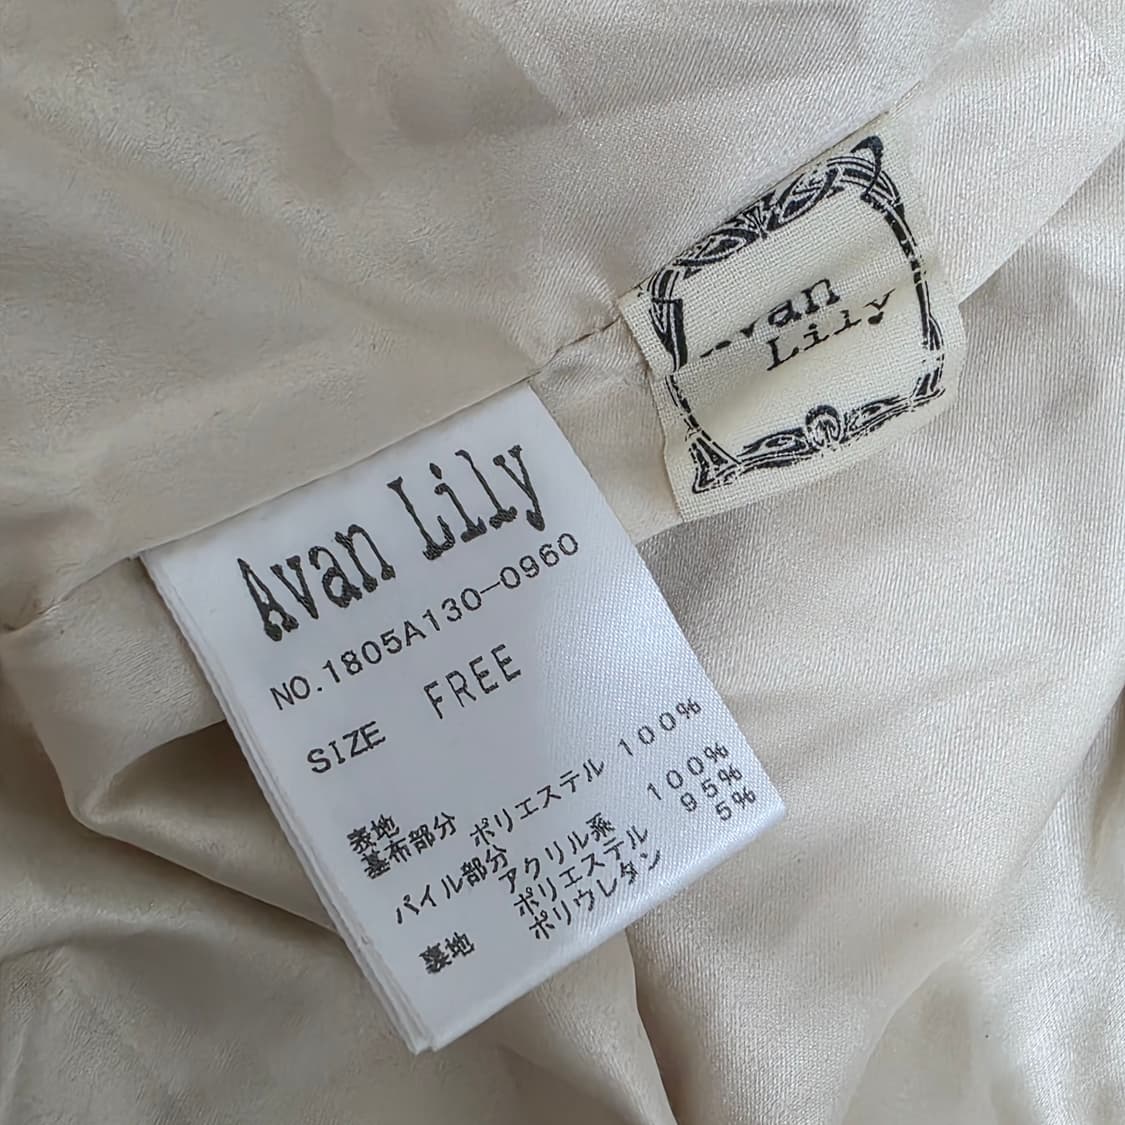 Avan
Lily
Avan Lily
NO.1805A130-0960
SIZE FREE
表地
基布部分 ポリエステル 100%
パイル部分 アクリル系 100%
ポリエステル 95%
裏地 ポリウレタン 5%